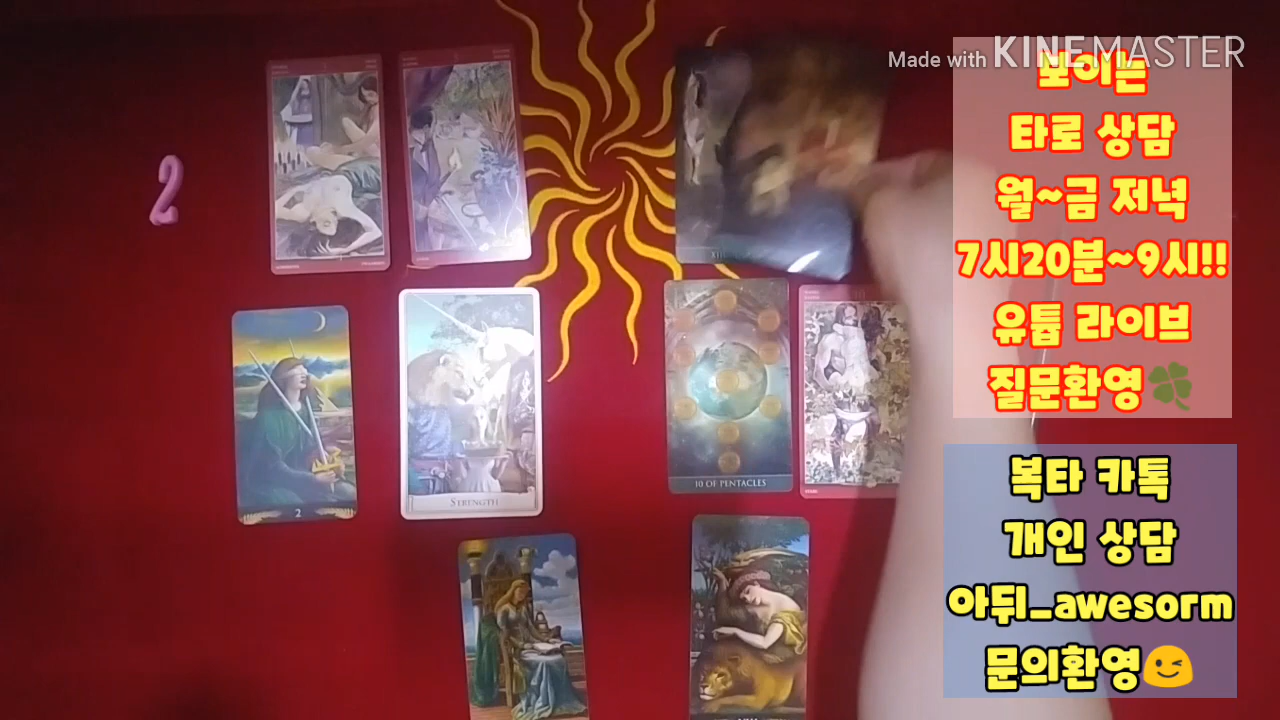 Made with KINEMASTER
보이는
타로 상담
월~금 저녁
7시20분~9시!!
유튭 라이브
질문환영🍀
복타 카톡
개인 상담
아뒤_awesorm
문의환영😉
2
2
STRENGTH
10 OF PENTACLES